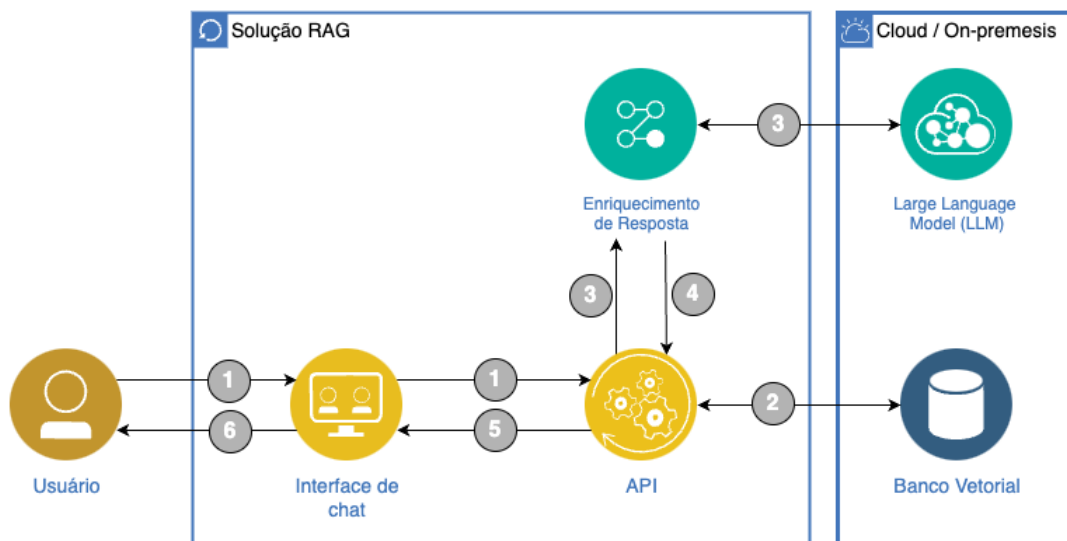 Solução RAG
Cloud / On-premesis
3
Enriquecimento
de Resposta
Large Language
Model (LLM)
3
4
1
1
2
6
5
Usuário
Interface de
chat
API
Banco Vetorial